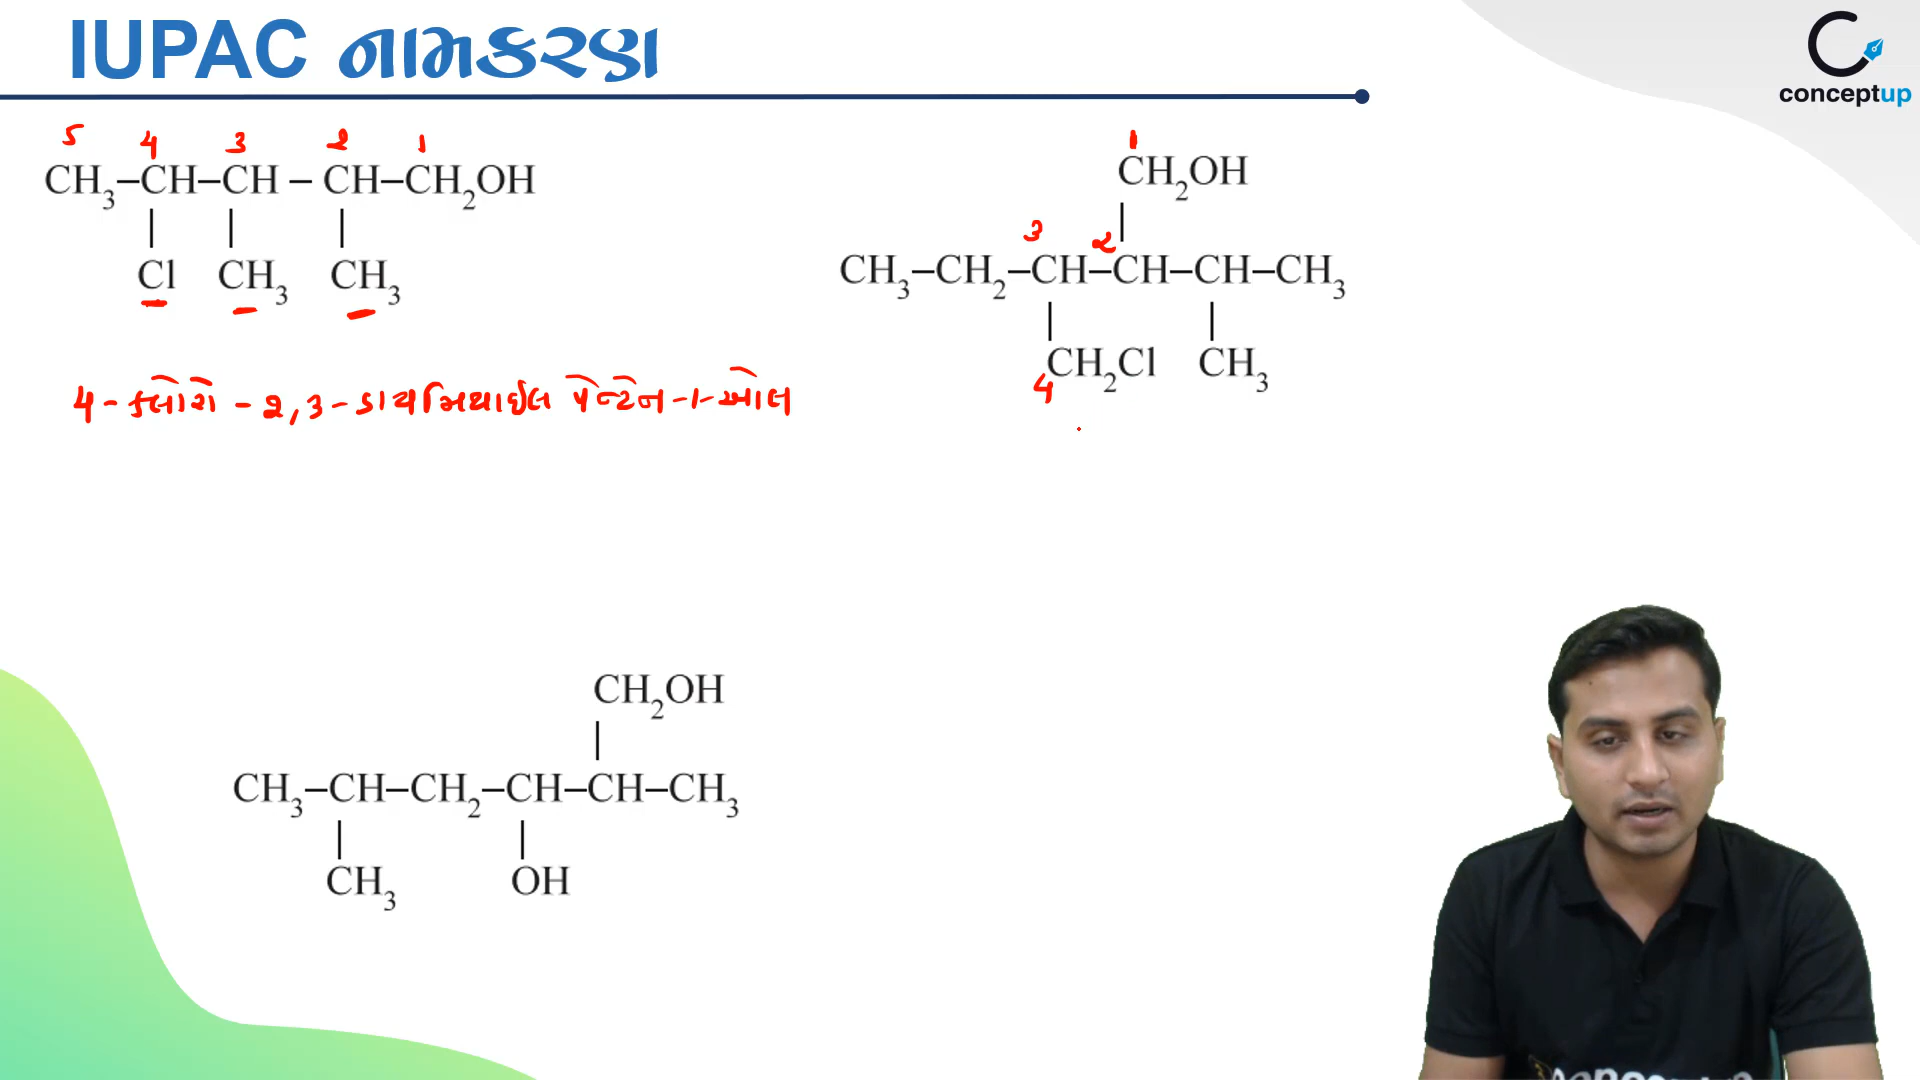 IUPAC નામકરણ
conceptup
5 4 3 2 1
CH₃–CH–CH–CH–CH₂OH
Cl CH₃ CH₃
4-ક્લોરો-2,3-ડાયમિથાઈલ પેન્ટેન-1-ઓલ
1
CH₂OH
3 2
CH₃–CH₂–CH–CH–CH–CH₃
CH₂Cl CH₃
4
CH₂OH
CH₃–CH–CH₂–CH–CH–CH₃
CH₃ OH